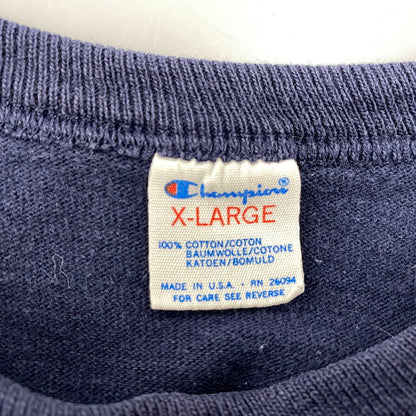 Champion®
X-LARGE
100% COTTON/COTON
BAUMWOLLE/COTONE
KATOEN/BOMULD
MADE IN U.S.A. - RN 26094
FOR CARE SEE REVERSE